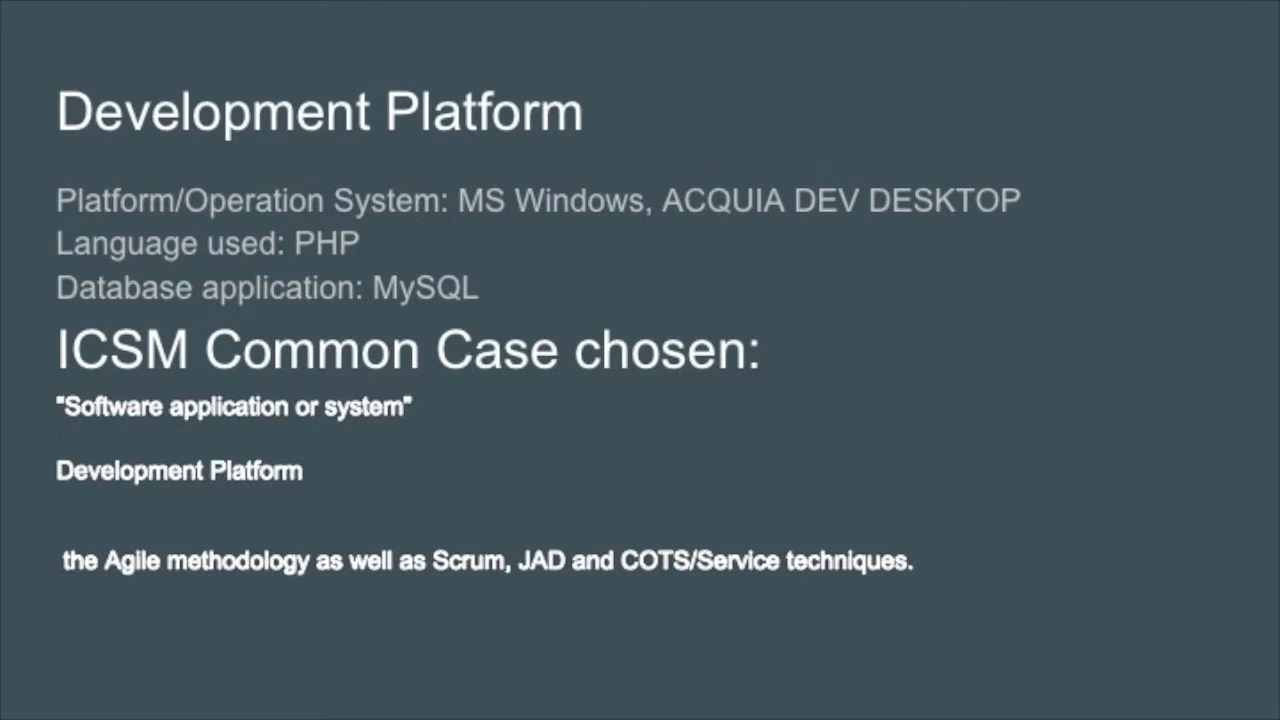 Development Platform
Platform/Operation System: MS Windows, ACQUIA DEV DESKTOP
Language used: PHP
Database application: MySQL
ICSM Common Case chosen:
"Software application or system"
Development Platform
the Agile methodology as well as Scrum, JAD and COTS/Service techniques.